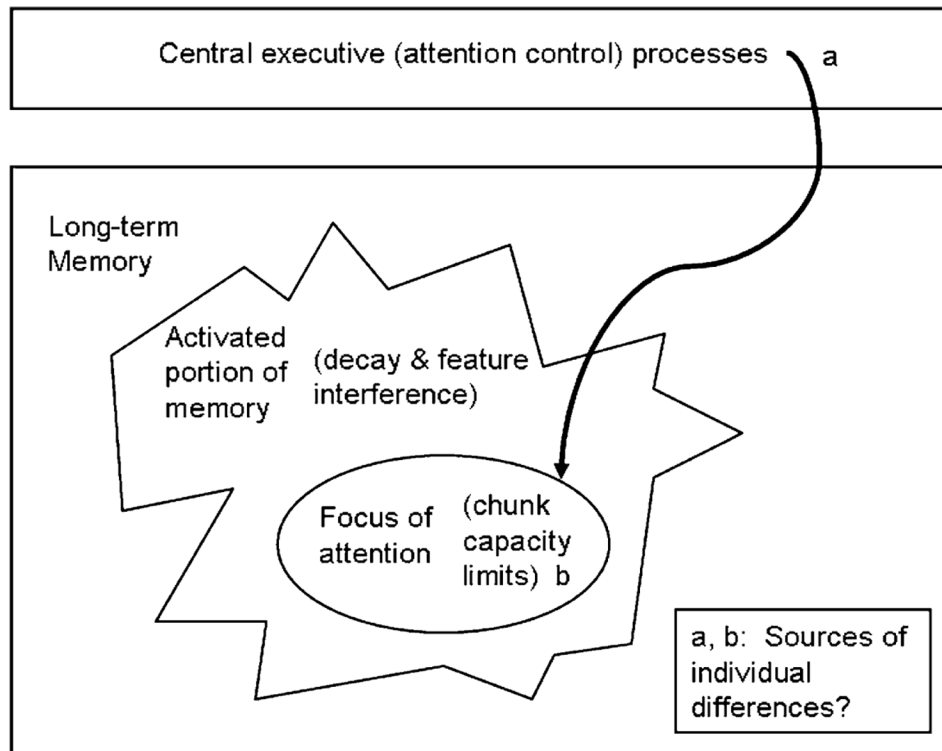 Central executive (attention control) processes a
Long-term
Memory
Activated
portion of
memory
(decay & feature
interference)
Focus of
attention
(chunk
capacity
limits) b
a, b: Sources of
individual
differences?